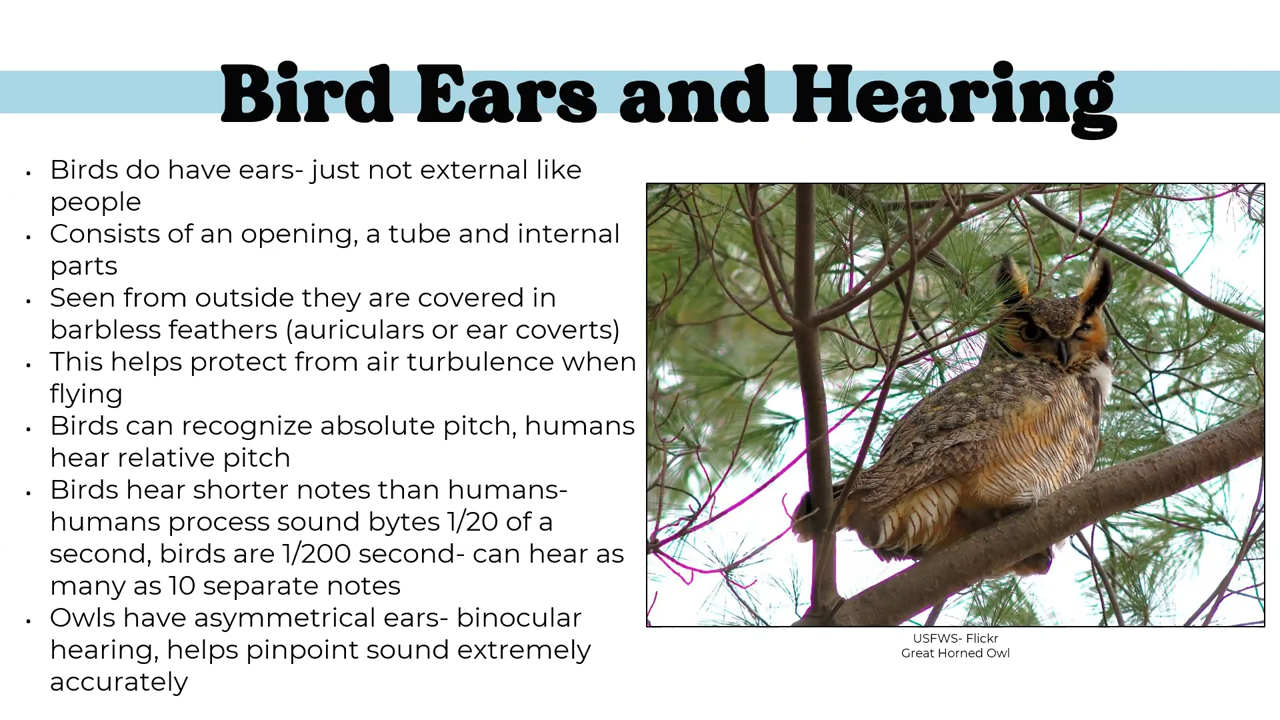 Bird Ears and Hearing
• Birds do have ears- just not external like
people
• Consists of an opening, a tube and internal
parts
• Seen from outside they are covered in
barbless feathers (auriculars or ear coverts)
• This helps protect from air turbulence when
flying
• Birds can recognize absolute pitch, humans
hear relative pitch
• Birds hear shorter notes than humans-
humans process sound bytes 1/20 of a
second, birds are 1/200 second- can hear as
many as 10 separate notes
• Owls have asymmetrical ears- binocular
hearing, helps pinpoint sound extremely
accurately
USFWS- Flickr
Great Horned Owl